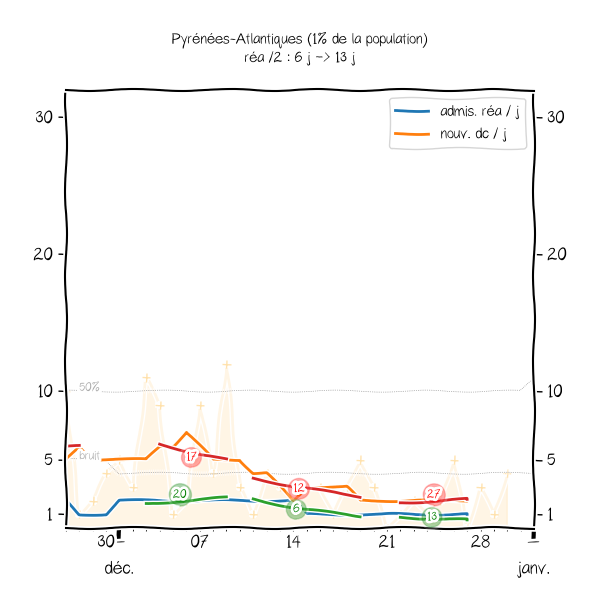 Pyrénées-Atlantiques (1% de la population)
réa /2 : 6 j -> 13 j
admis. réa / j
nouv. dc / j
30 30
20 20
50%
10 10
bruit
5 5
17
20
12
6
27
13
1 1
30 07 14 21 28
déc. janv.